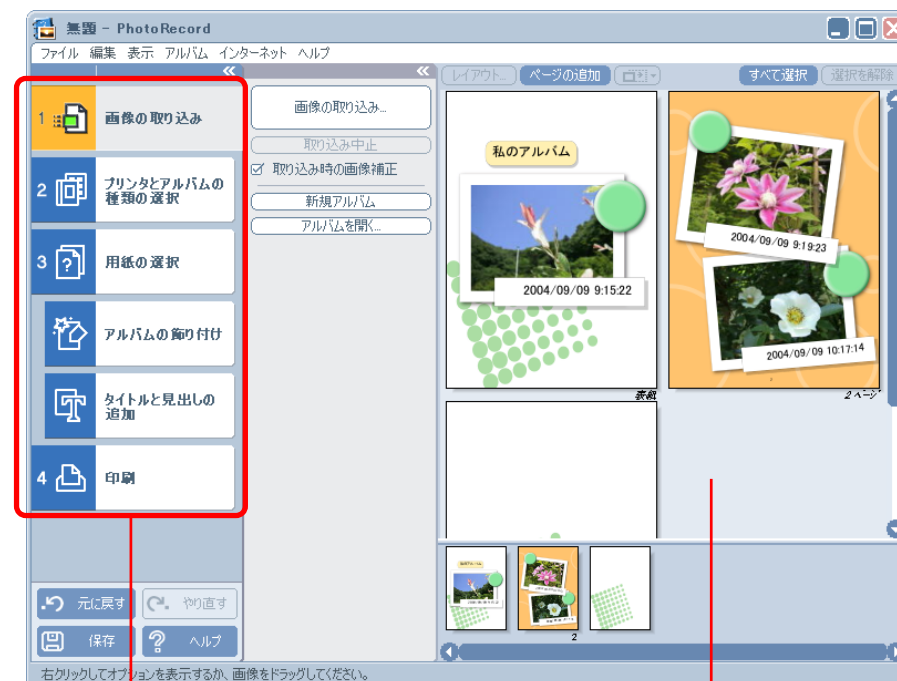 無題 - PhotoRecord
ファイル 編集 表示 アルバム インターネット ヘルプ
1 画像の取り込み
2 プリンタとアルバムの
種類の選択
3 用紙の選択
アルバムの飾り付け
タイトルと見出しの
追加
4 印刷
元に戻す やり直す
保存 ヘルプ
画像の取り込み...
取り込み中止
取り込み時の画像補正
新規アルバム
アルバムを開く...
レイアウト... ページの追加
すべて選択 選択を解除
私のアルバム
2004/09/09 9:15:22
表紙
2004/09/09 9:19:23
2004/09/09 10:17:14
2 ページ
2
右クリックしてオプションを表示するか、画像をドラッグしてください。